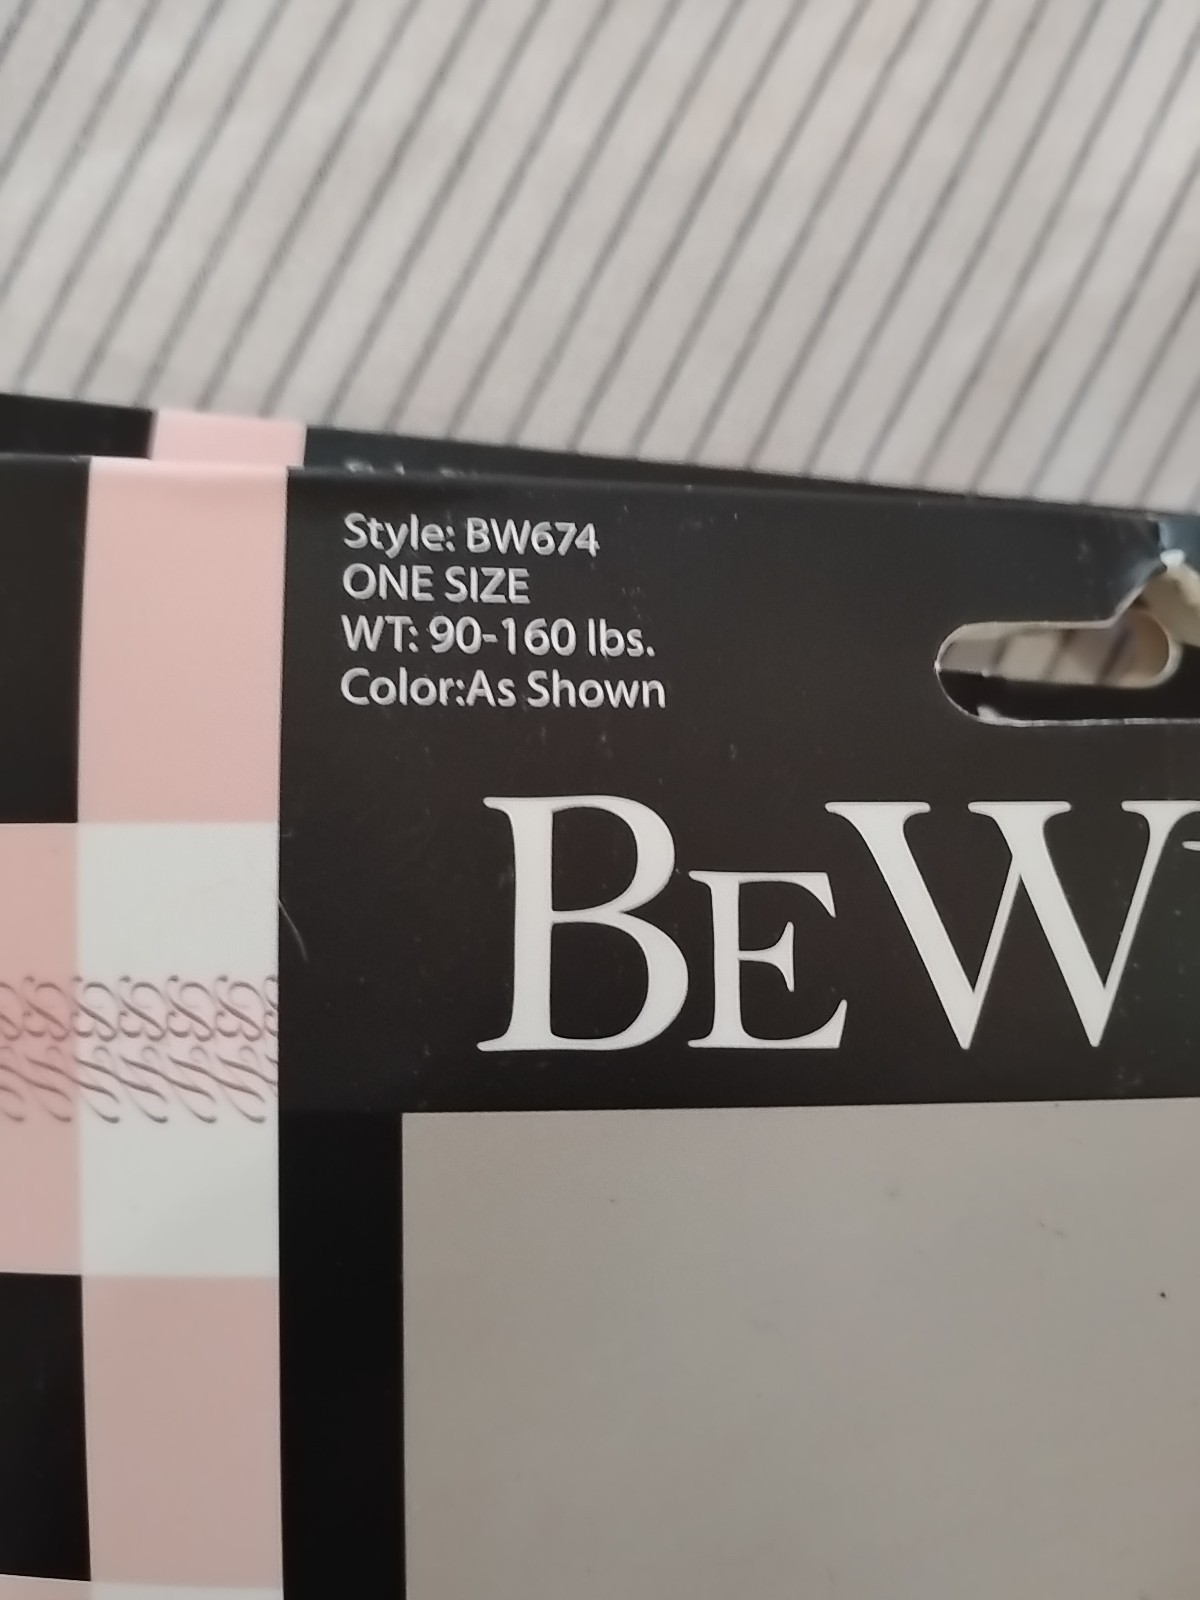 Style: BW674
ONE SIZE
WT: 90-160 lbs.
Color:As Shown
BEW